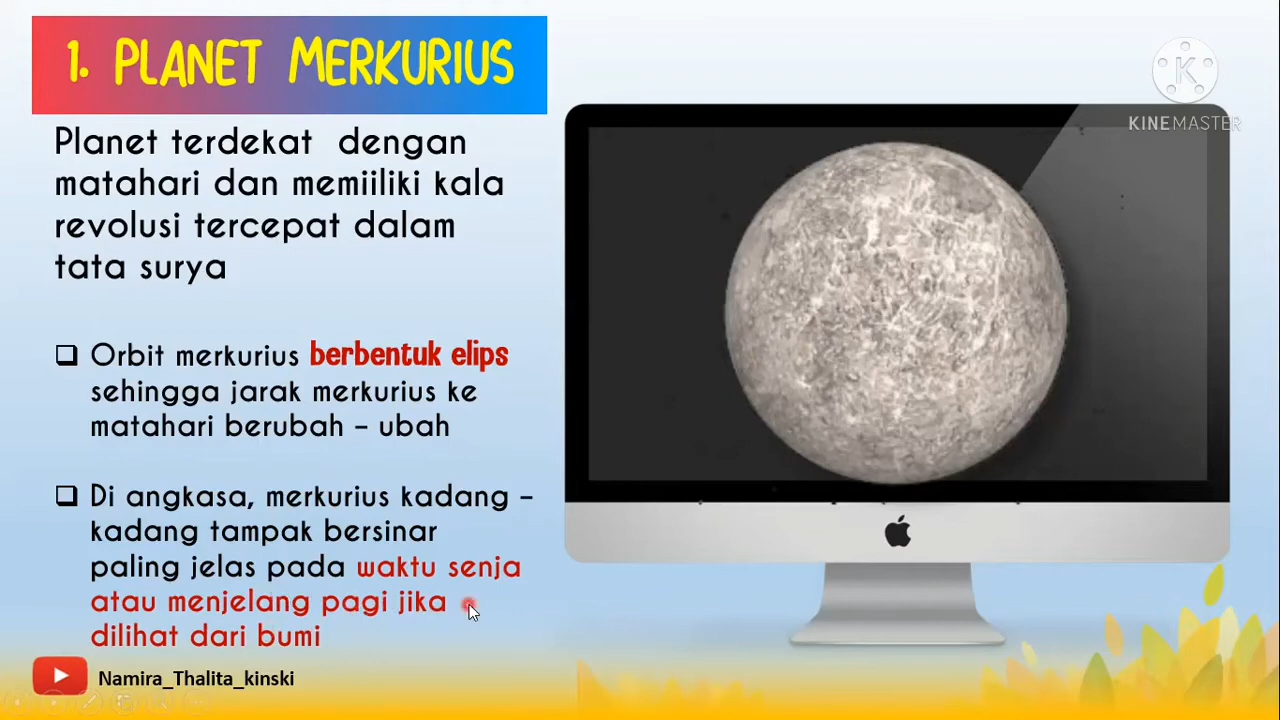 1. PLANET MERKURIUS
Planet terdekat dengan
matahari dan memiiliki kala
revolusi tercepat dalam
tata surya
Orbit merkurius berbentuk elips
sehingga jarak merkurius ke
matahari berubah – ubah
Di angkasa, merkurius kadang –
kadang tampak bersinar
paling jelas pada waktu senja
atau menjelang pagi jika
dilihat dari bumi
Namira_Thalita_kinski
K
KINEMASTER